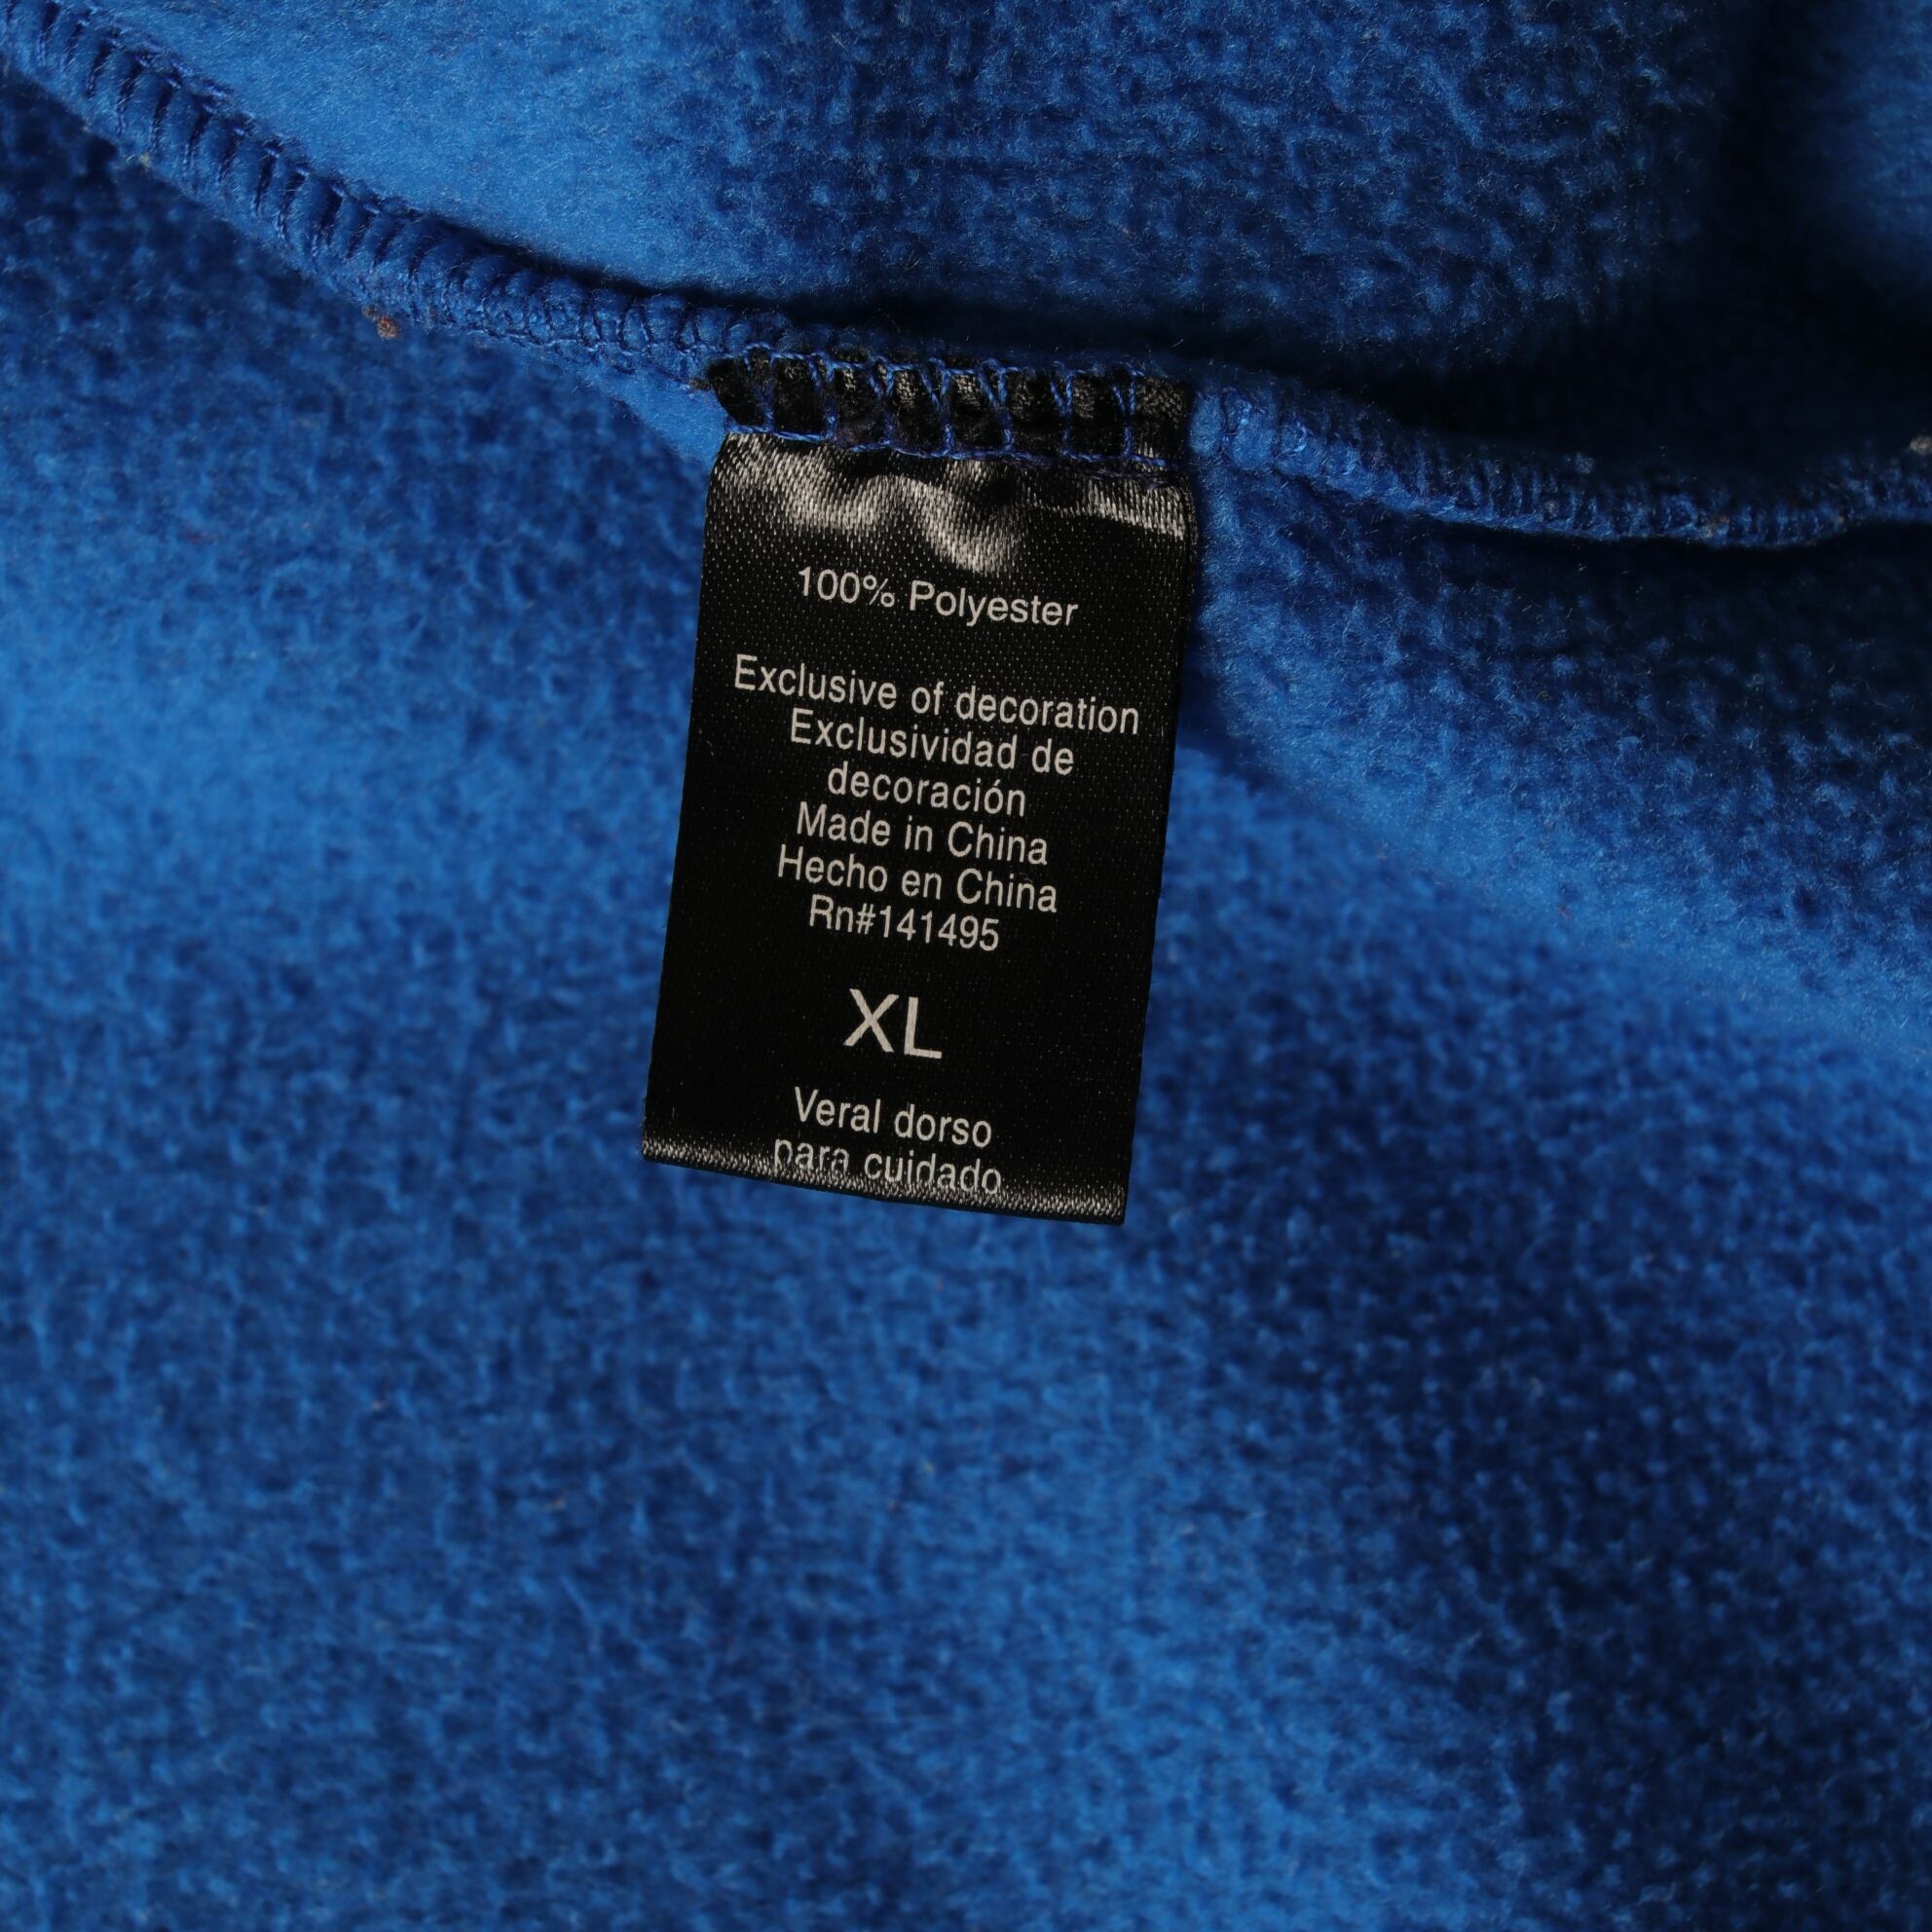 100% Polyester
Exclusive of decoration
Exclusividad de
decoración
Made in China
Hecho en China
Rn#141495
XL
Veral dorso
para cuidado